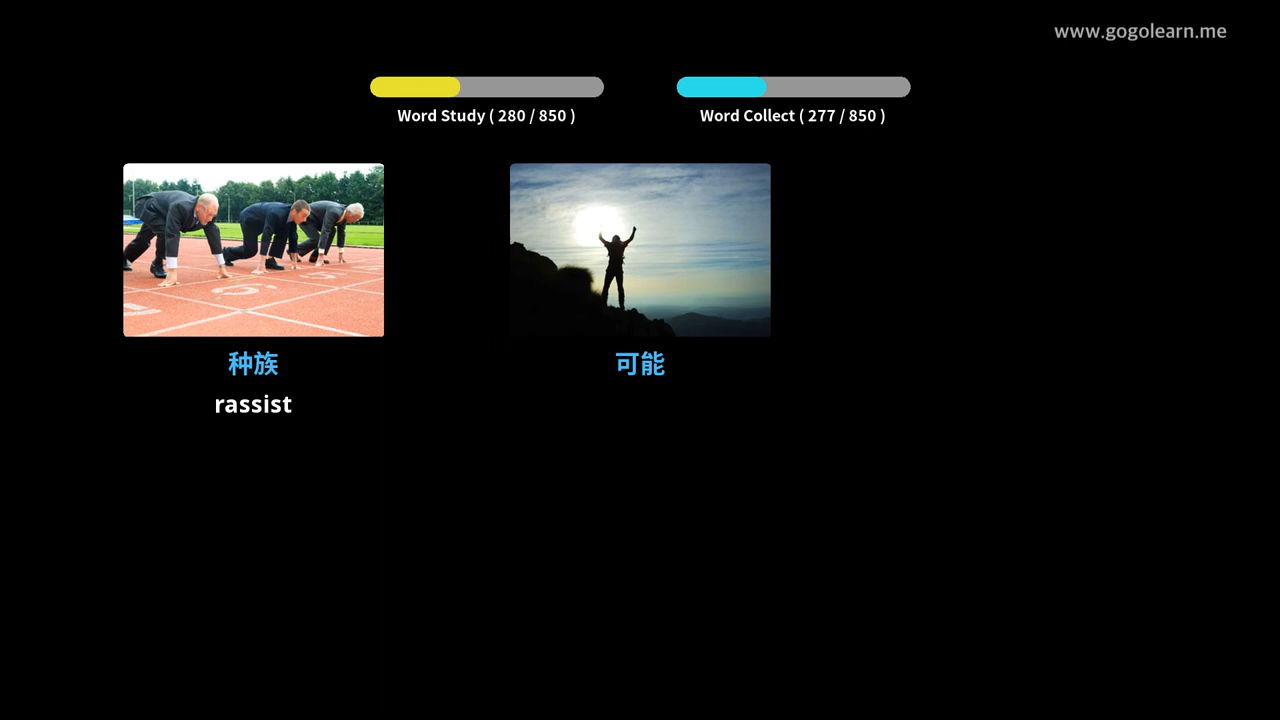 www.gogolearn.me
Word Study ( 280 / 850 )
Word Collect ( 277 / 850 )
种族
rassist
可能